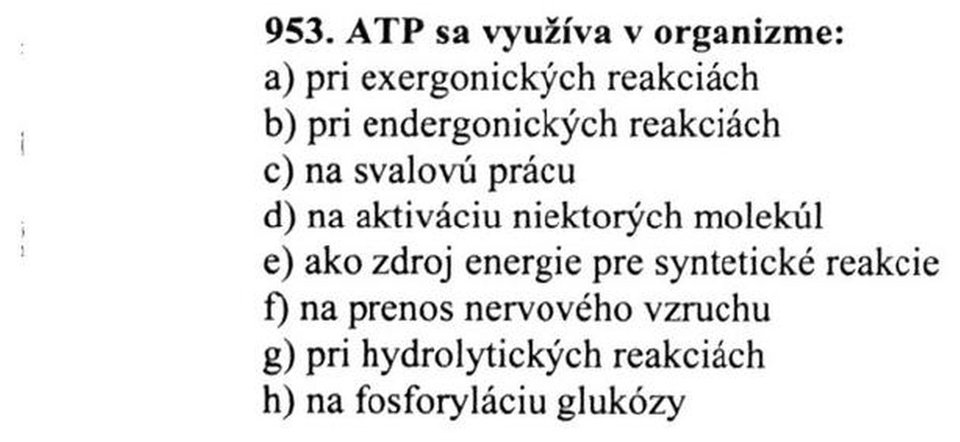 953. ATP sa využíva v organizme:
a) pri exergonických reakciách
b) pri endergonických reakciách
c) na svalovú prácu
d) na aktiváciu niektorých molekúl
e) ako zdroj energie pre syntetické reakcie
f) na prenos nervového vzruchu
g) pri hydrolytických reakciách
h) na fosforyláciu glukózy